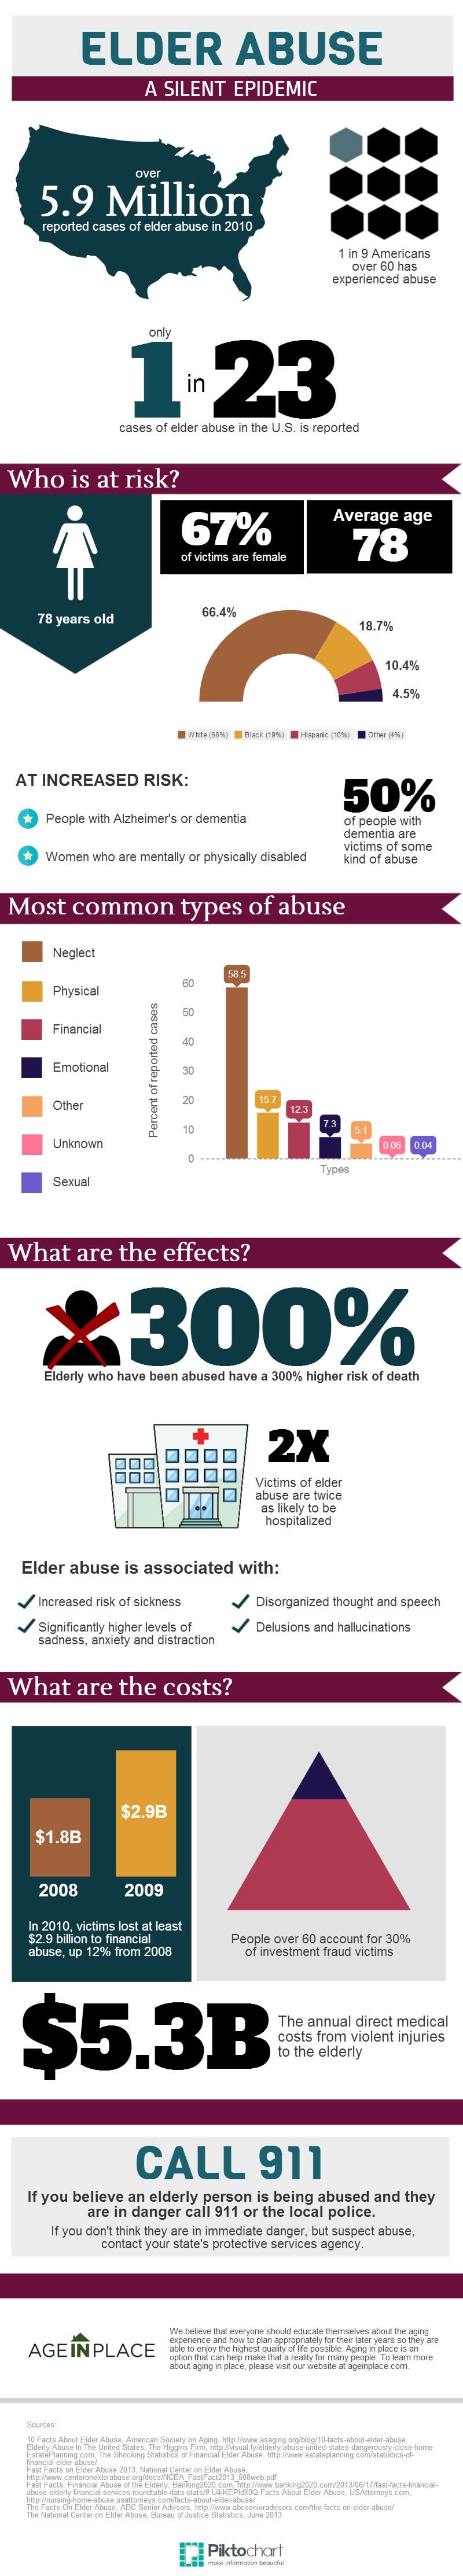 ELDER ABUSE
A SILENT EPIDEMIC
over
5.9 Million
reported cases of elder abuse in 2010
1 in 9 Americans
over 60 has
experienced abuse
only
1 in 23
cases of elder abuse in the U.S. is reported
Who is at risk?
78 years old
67%
of victims are female
Average age
78
66.4%
18.7%
10.4%
4.5%
White (66%) Black (19%) Hispanic (10%) Other (4%)
AT INCREASED RISK:
People with Alzheimer's or dementia
Women who are mentally or physically disabled
50%
of people with
dementia are
victims of some
kind of abuse
Most common types of abuse
Neglect
Physical
Financial
Emotional
Other
Unknown
Sexual
Percent of reported cases
60
50
40
30
20
10
0
58.5
15.7
12.3
7.3
5.1
0.06
0.04
Types
What are the effects?
300%
Elderly who have been abused have a 300% higher risk of death
2X
Victims of elder
abuse are twice
as likely to be
hospitalized
Elder abuse is associated with:
Increased risk of sickness
Significantly higher levels of
sadness, anxiety and distraction
Disorganized thought and speech
Delusions and hallucinations
What are the costs?
$1.8B
$2.9B
2008
2009
In 2010, victims lost at least
$2.9 billion to financial
abuse, up 12% from 2008
People over 60 account for 30%
of investment fraud victims
$5.3B
The annual direct medical
costs from violent injuries
to the elderly
CALL 911
If you believe an elderly person is being abused and they
are in danger call 911 or the local police.
If you don't think they are in immediate danger, but suspect abuse,
contact your state's protective services agency.
AGE IN PLACE
We believe that everyone should educate themselves about the aging
experience and how to plan appropriately for their later years so they are
able to enjoy the highest quality of life possible. Aging in place is an
option that can help make that a reality for many people. To learn more
about aging in place, please visit our website at ageinplace.com.
Sources:
10 Facts About Elder Abuse, American Society on Aging, http://www.asaging.org/blog/10-facts-about-elder-abuse
Elderly Abuse In The United States, The Higgins Firm, http://visual.ly/elderly-abuse-united-states-dangerously-close-home
EstatePlanning.com, The Shocking Statistics of Financial Elder Abuse, http://www.estateplanning.com/statistics-of-
financial-elder-abuse/
Fast Facts on Elder Abuse 2013, National Center on Elder Abuse,
http://www.centeronelderabuse.org/docs/NCEA_FastFact2013_508web.pdf
Fast Facts: Financial Abuse of the Elderly, Banking2020.com, http://www.banking2020.com/2013/06/17/fast-facts-financial-
abuse-elderly-financial-services-roundtable-data-stats/#.U4iKEPldX0Q Facts About Elder Abuse, USAttorneys.com,
http://nursing-home-abuse.usattorneys.com/facts-about-elder-abuse/
The Facts On Elder Abuse, ABC Senior Advisors, http://www.abcsenioradvisors.com/the-facts-on-elder-abuse/
The National Center on Elder Abuse, Bureau of Justice Statistics, June 2013
Piktochart
make information beautiful